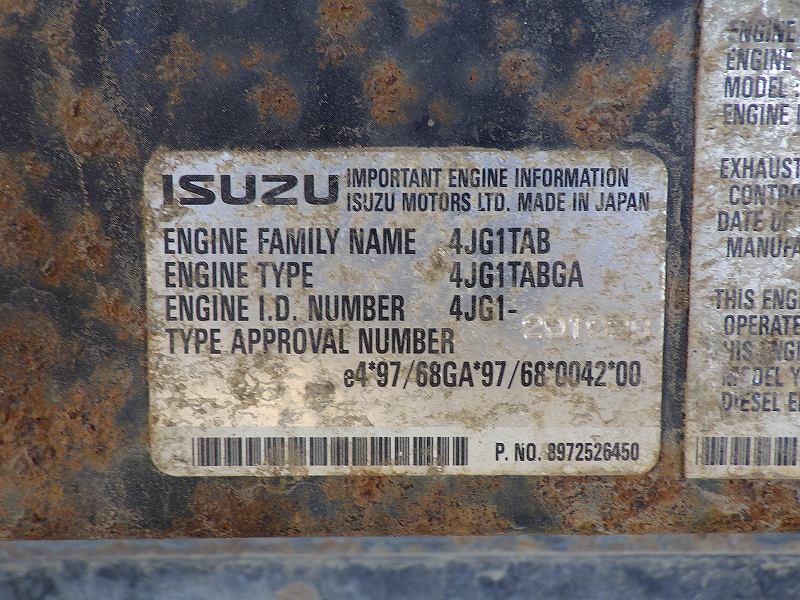 ISUZU IMPORTANT ENGINE INFORMATION
ISUZU MOTORS LTD. MADE IN JAPAN
ENGINE FAMILY NAME 4JG1TAB
ENGINE TYPE 4JG1TABGA
ENGINE I.D. NUMBER 4JG1-
TYPE APPROVAL NUMBER
e4*97/68GA*97/68*0042*00
P. NO. 8972526450
ENGINE
ENGINE
MODEL
ENGINE
EXHAUST
CONTRO
DATE OF
MANUFA
THIS ENG
OPERATE
DIESEL E